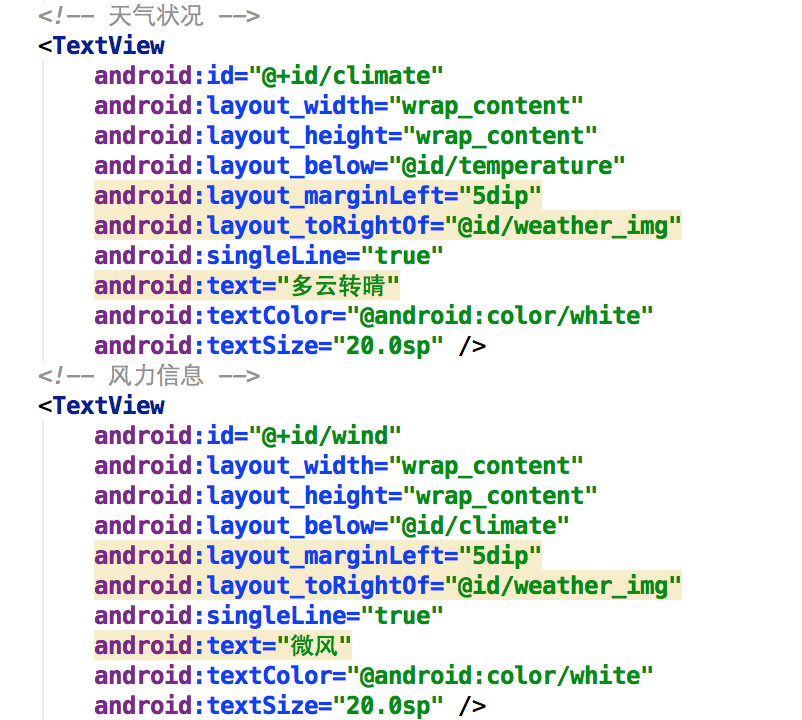 <!-- 天气状况 -->
<TextView
android:id="@+id/climate"
android:layout_width="wrap_content"
android:layout_height="wrap_content"
android:layout_below="@id/temperature"
android:layout_marginLeft="5dip"
android:layout_toRightOf="@id/weather_img"
android:singleLine="true"
android:text="多云转晴"
android:textColor="@android:color/white"
android:textSize="20.0sp" />
<!-- 风力信息 -->
<TextView
android:id="@+id/wind"
android:layout_width="wrap_content"
android:layout_height="wrap_content"
android:layout_below="@id/climate"
android:layout_marginLeft="5dip"
android:layout_toRightOf="@id/weather_img"
android:singleLine="true"
android:text="微风"
android:textColor="@android:color/white"
android:textSize="20.0sp" />